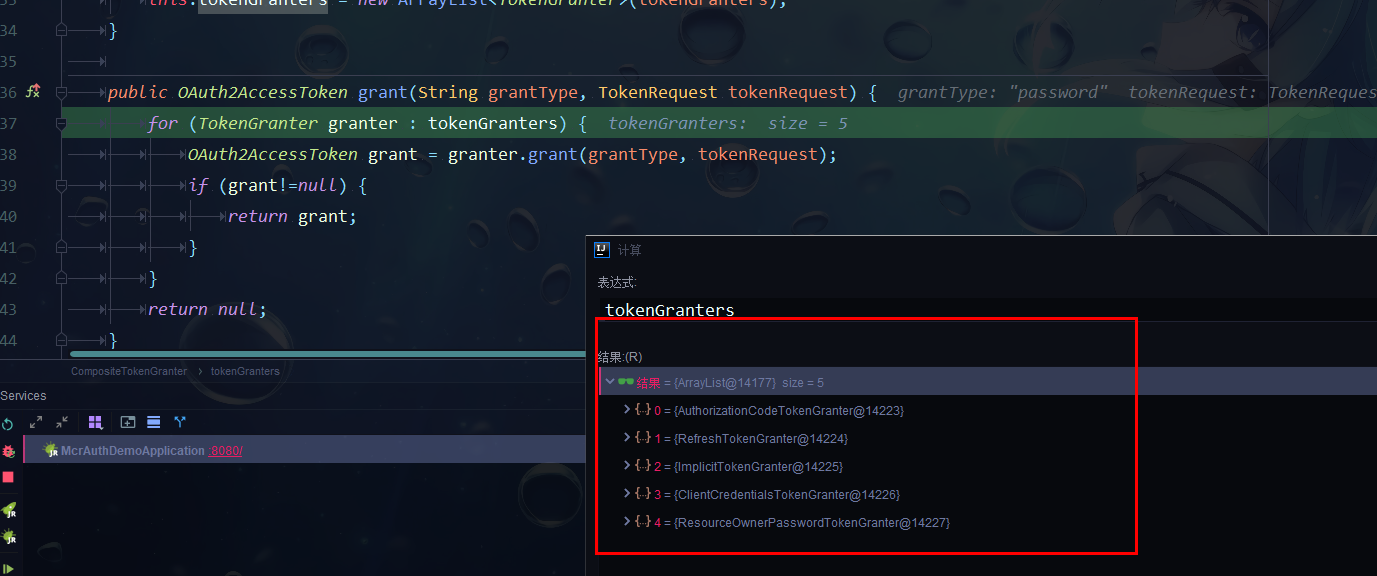 this.tokenGranters = new ArrayList<TokenGranter>(tokenGranters);
34 }
35
36 public OAuth2AccessToken grant(String grantType, TokenRequest tokenRequest) { grantType: "password" tokenRequest: TokenReques
37 for (TokenGranter granter : tokenGranters) { tokenGranters: size = 5
38 OAuth2AccessToken grant = granter.grant(grantType, tokenRequest);
39 if (grant!=null) {
40 return grant;
41 }
42 }
43 return null;
44 }
CompositeTokenGranter › tokenGranters
Services
McrAuthDemoApplication :8080/
IJ 计算
表达式:
tokenGranters
结果:(R)
结果 = {ArrayList@14177} size = 5
0 = {AuthorizationCodeTokenGranter@14223}
1 = {RefreshTokenGranter@14224}
2 = {ImplicitTokenGranter@14225}
3 = {ClientCredentialsTokenGranter@14226}
4 = {ResourceOwnerPasswordTokenGranter@14227}